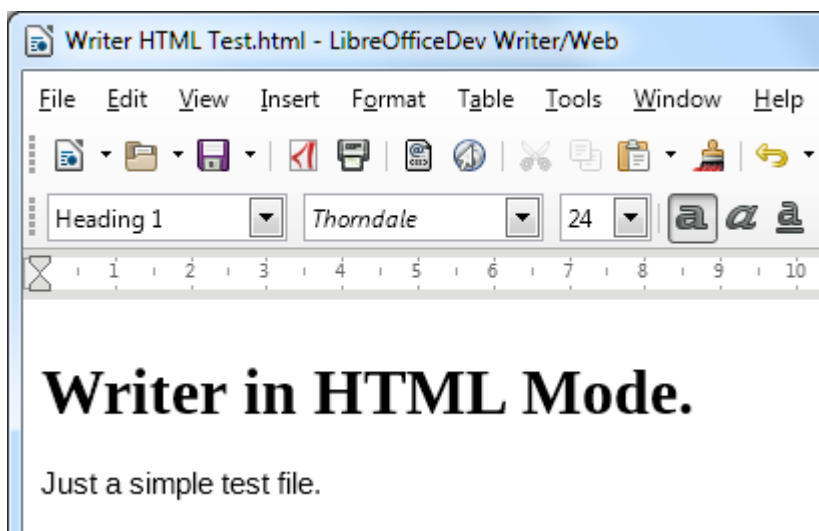 Writer HTML Test.html - LibreOfficeDev Writer/Web
File Edit View Insert Format Table Tools Window Help
Heading 1 Thorndale 24 a a a
1 2 3 4 5 6 7 8 9 10
Writer in HTML Mode.
Just a simple test file.